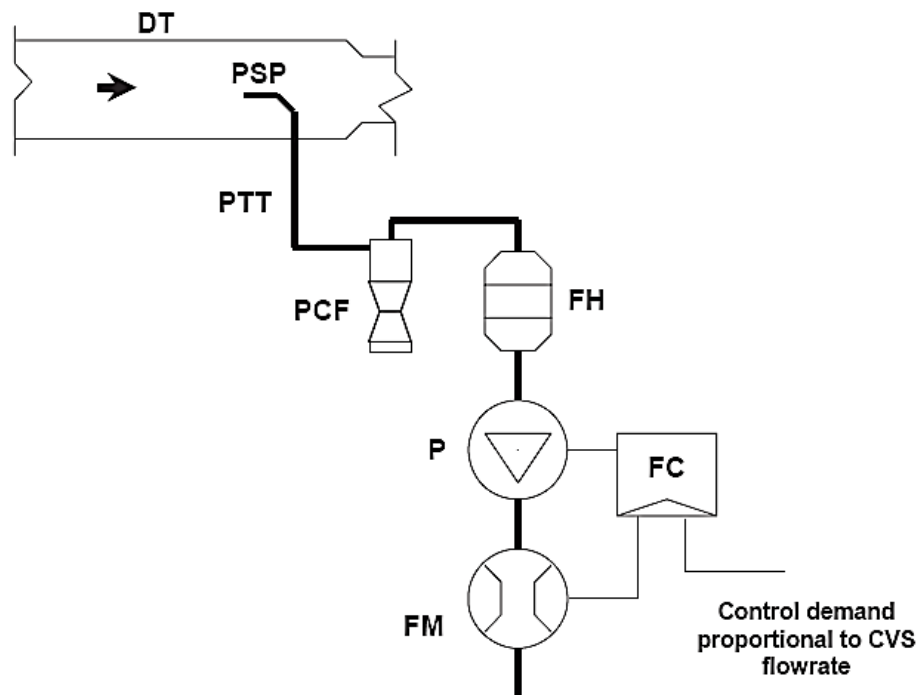 DT
PSP
PTT
PCF
FH
P
FC
FM
Control demand
proportional to CVS
flowrate